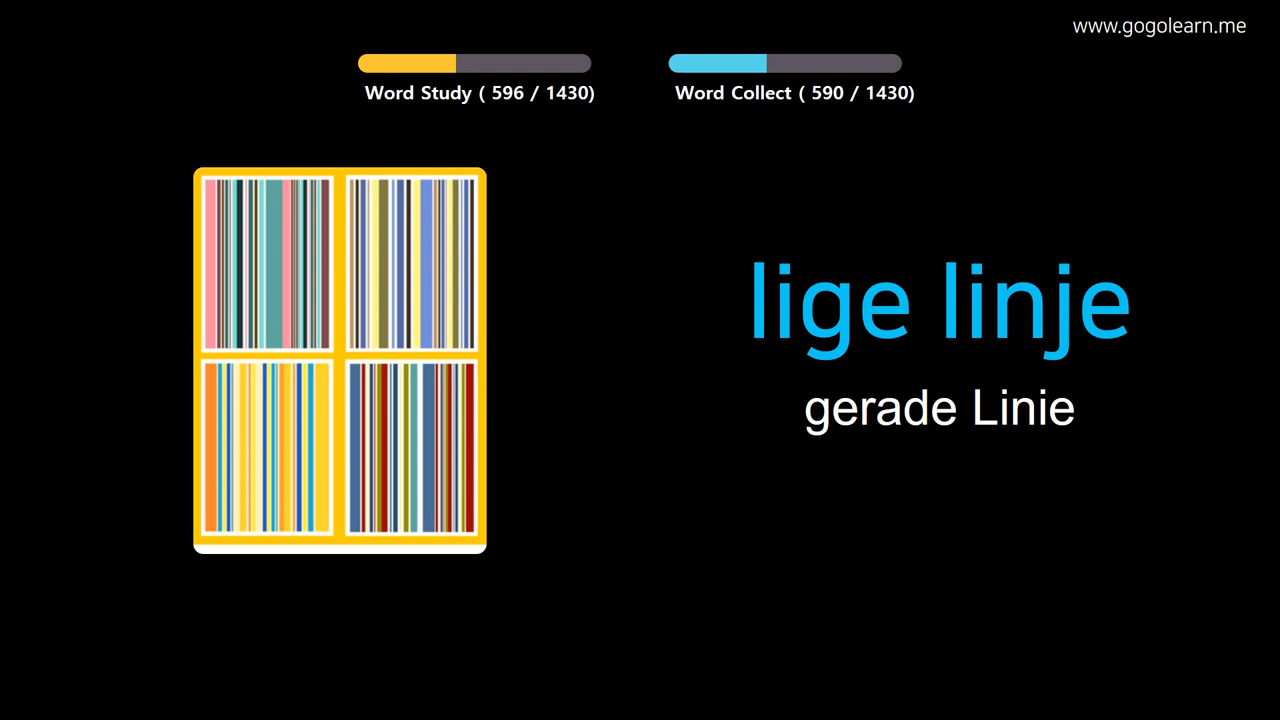 www.gogolearn.me
Word Study ( 596 / 1430)
Word Collect ( 590 / 1430)
lige linje
gerade Linie